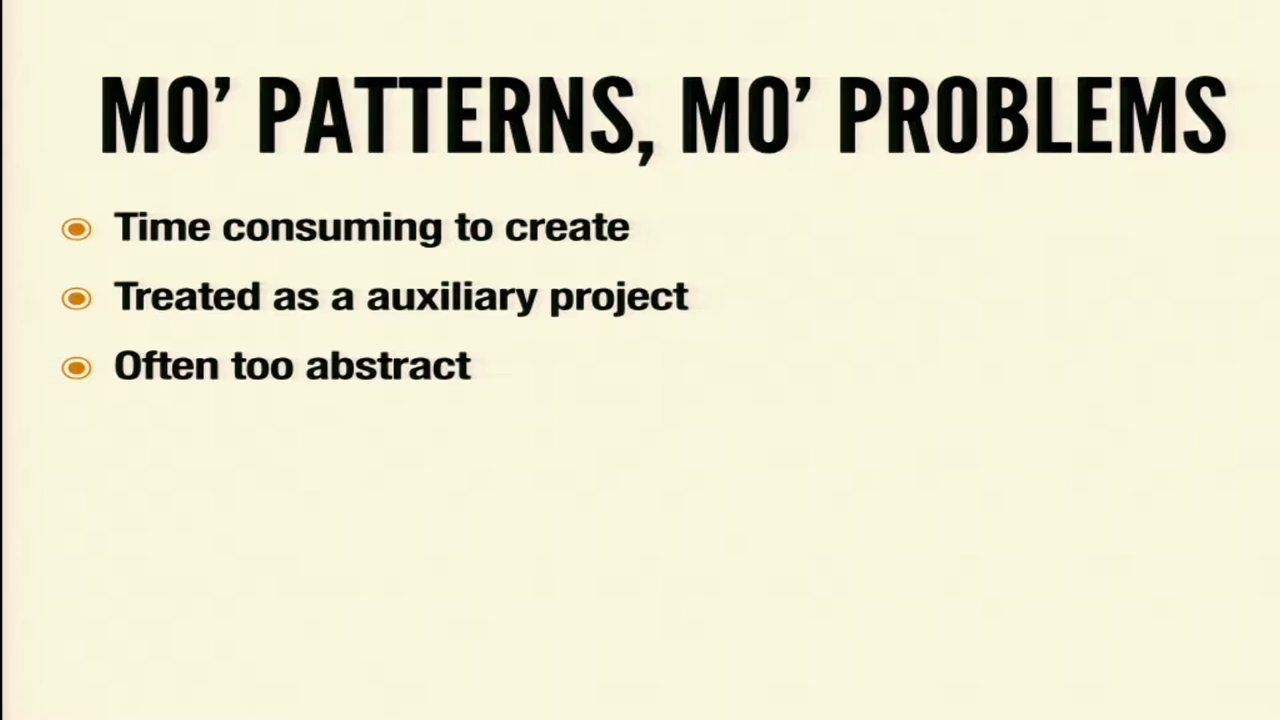 MO’ PATTERNS, MO’ PROBLEMS
Time consuming to create
Treated as a auxiliary project
Often too abstract